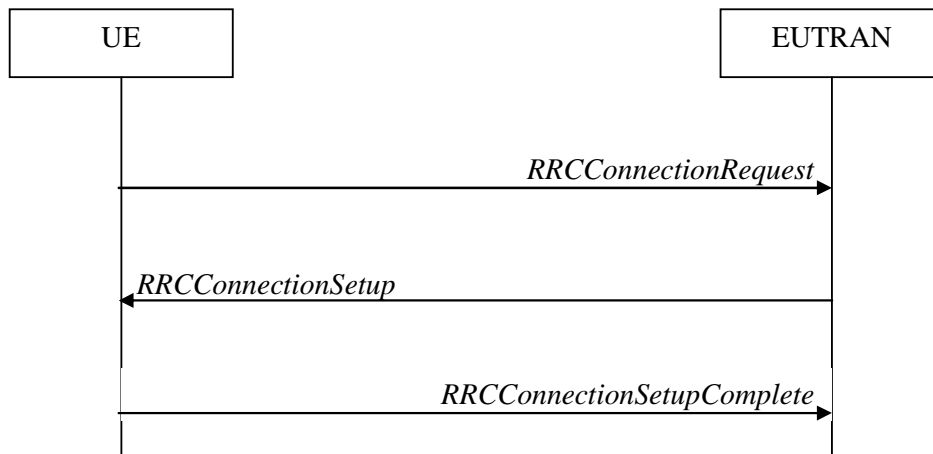 UE
EUTRAN
RRCConnectionRequest
RRCConnectionSetup
RRCConnectionSetupComplete